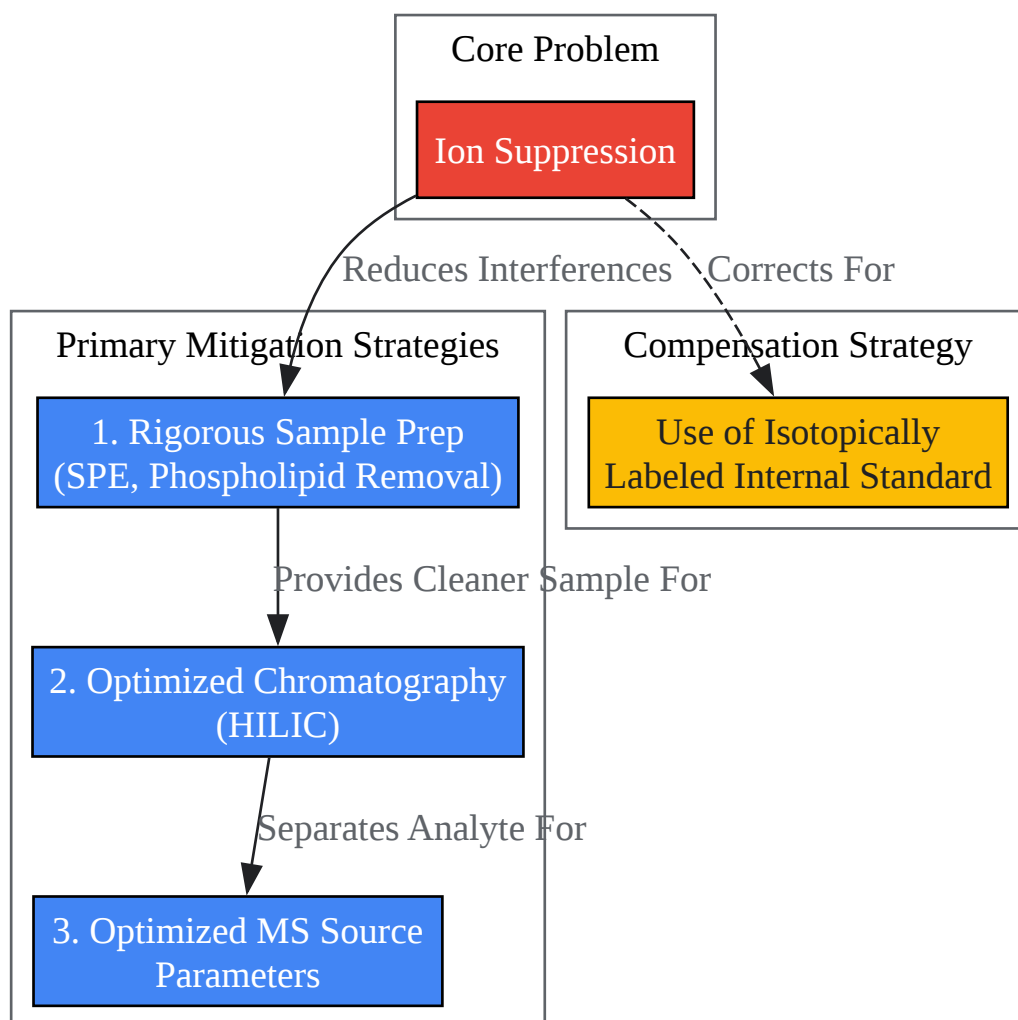 Core Problem
Ion Suppression
Reduces Interferences
Corrects For
Primary Mitigation Strategies
Compensation Strategy
1. Rigorous Sample Prep
(SPE, Phospholipid Removal)
Use of Isotopically
Labeled Internal Standard
Provides Cleaner Sample For
2. Optimized Chromatography
(HILIC)
Separates Analyte For
3. Optimized MS Source
Parameters